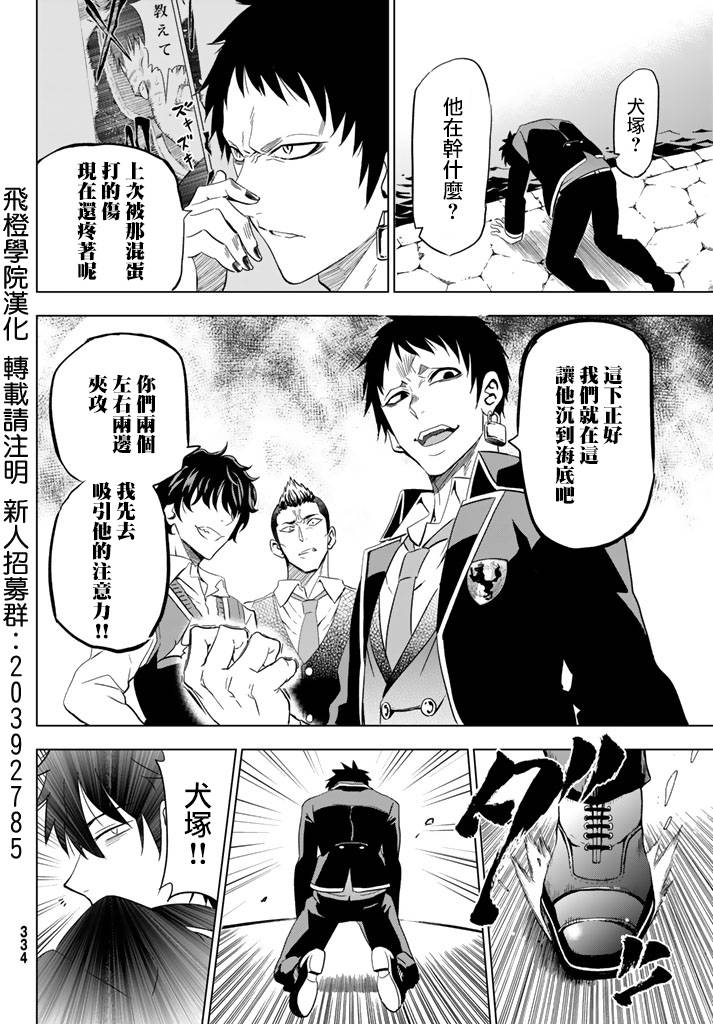 犬塚?
他在幹什麼?
教えて
ズキズキ
上次被那混蛋
打的傷
現在還疼著呢
這下正好
我們就在這
讓他沉到海底吧
你們兩個
左右兩邊
夾攻
我先去
吸引他的注意力!!
ダッ!!
犬塚!!
飛橙學院漢化 轉載請注明 新人招募群:20392785
334